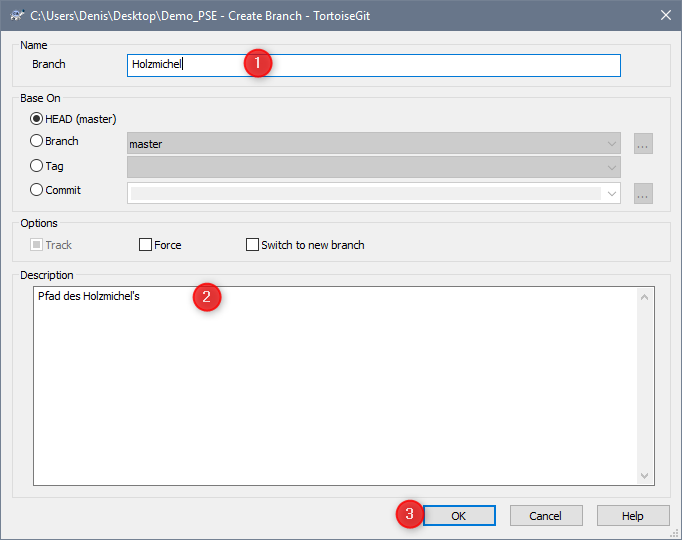 C:\Users\Denis\Desktop\Demo_PSE - Create Branch - TortoiseGit
Name
Branch Holzmichel 1
Base On
HEAD (master)
Branch master ...
Tag
Commit ...
Options
Track Force Switch to new branch
Description
Pfad des Holzmichel's 2
3 OK Cancel Help